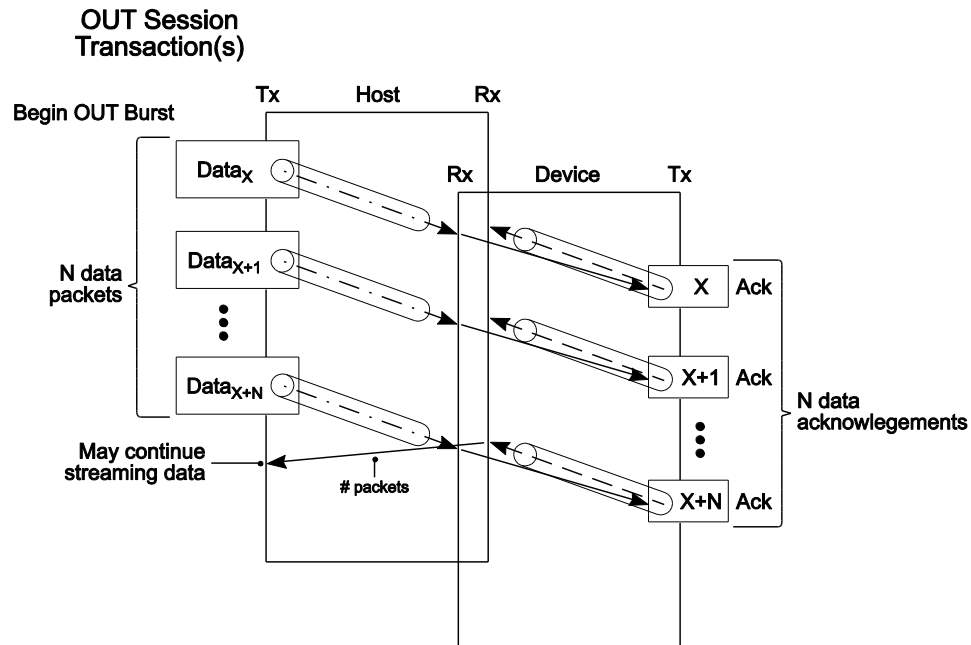 OUT Session
Transaction(s)
Tx Host Rx
Begin OUT Burst
DataX
Rx Device Tx
DataX+1
N data
packets
X Ack
DataX+N
X+1 Ack
N data
acknowlegements
May continue
streaming data
# packets
X+N Ack